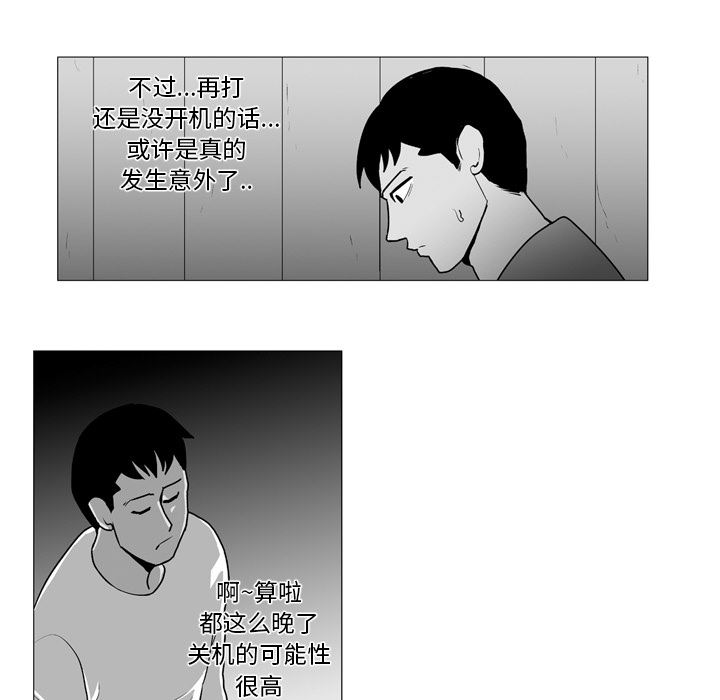 不过...再打
还是没开机的话...
或许是真的
发生意外了..
啊~算啦
都这么晚了
关机的可能性
很高